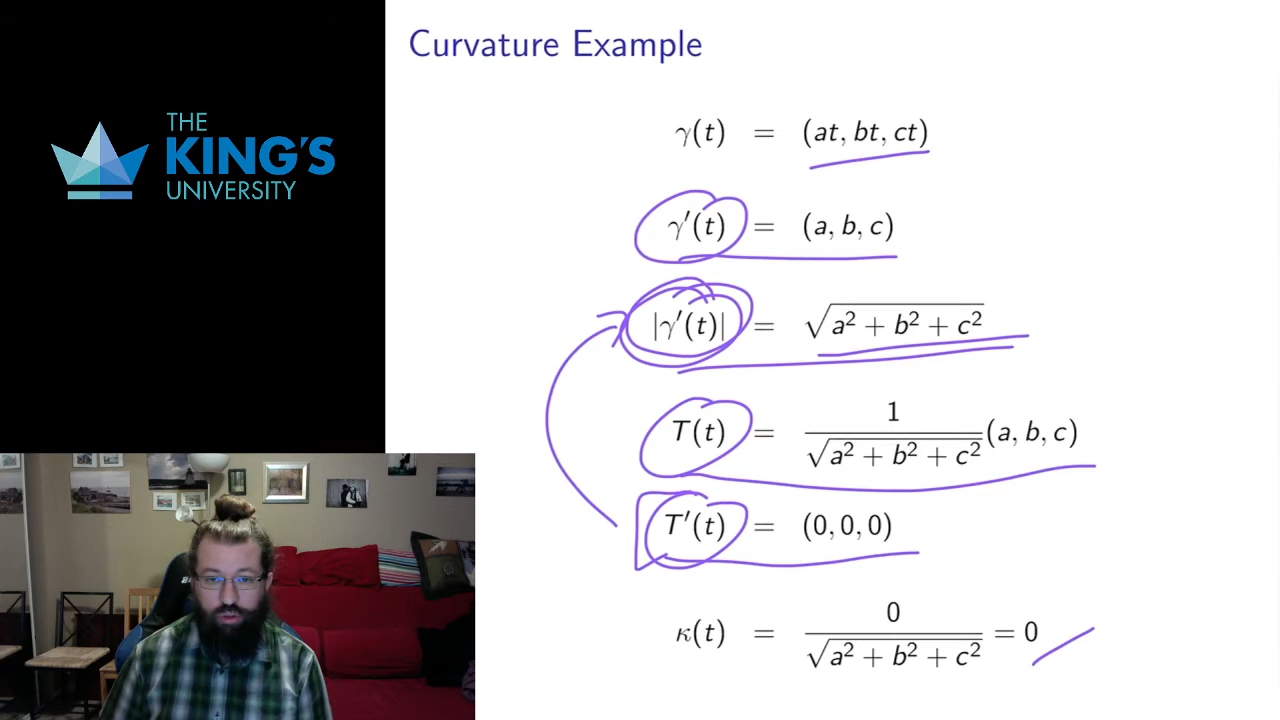 THE
KING'S
UNIVERSITY
Curvature Example
γ(t) = (at, bt, ct)
γ′(t) = (a, b, c)
|γ′(t)| = √(a² + b² + c²)
T(t) = 1/√(a² + b² + c²) (a, b, c)
T′(t) = (0, 0, 0)
κ(t) = 0/√(a² + b² + c²) = 0